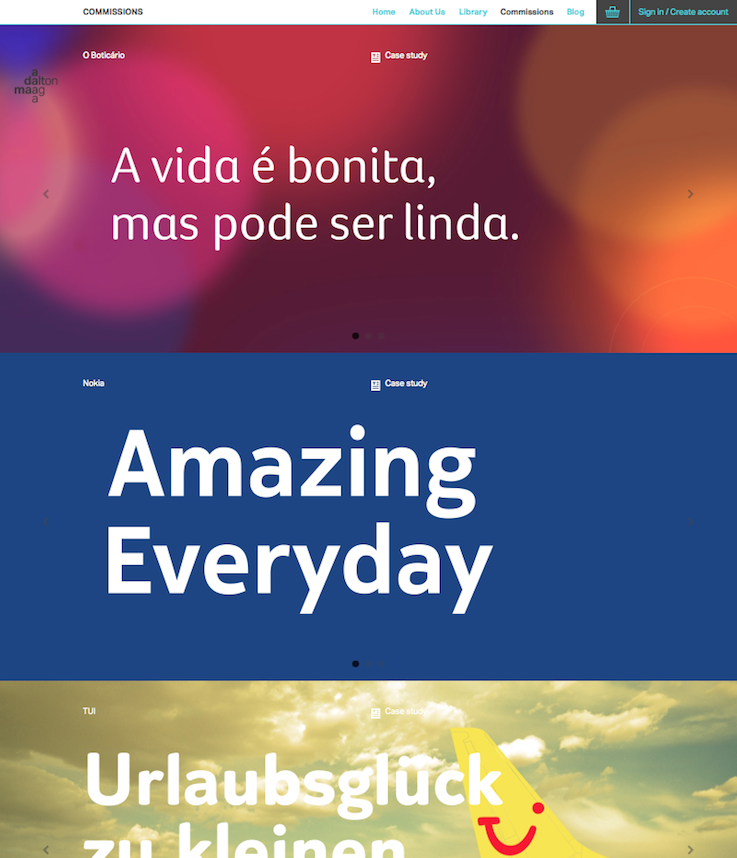 COMMISSIONS
Home About Us Library Commissions Blog Sign in / Create account
O Boticário Case study
a
dalton
maag
a
A vida é bonita,
mas pode ser linda.
Nokia Case study
Amazing
Everyday
TUI Case study
Urlaubsglück
zu kleinen